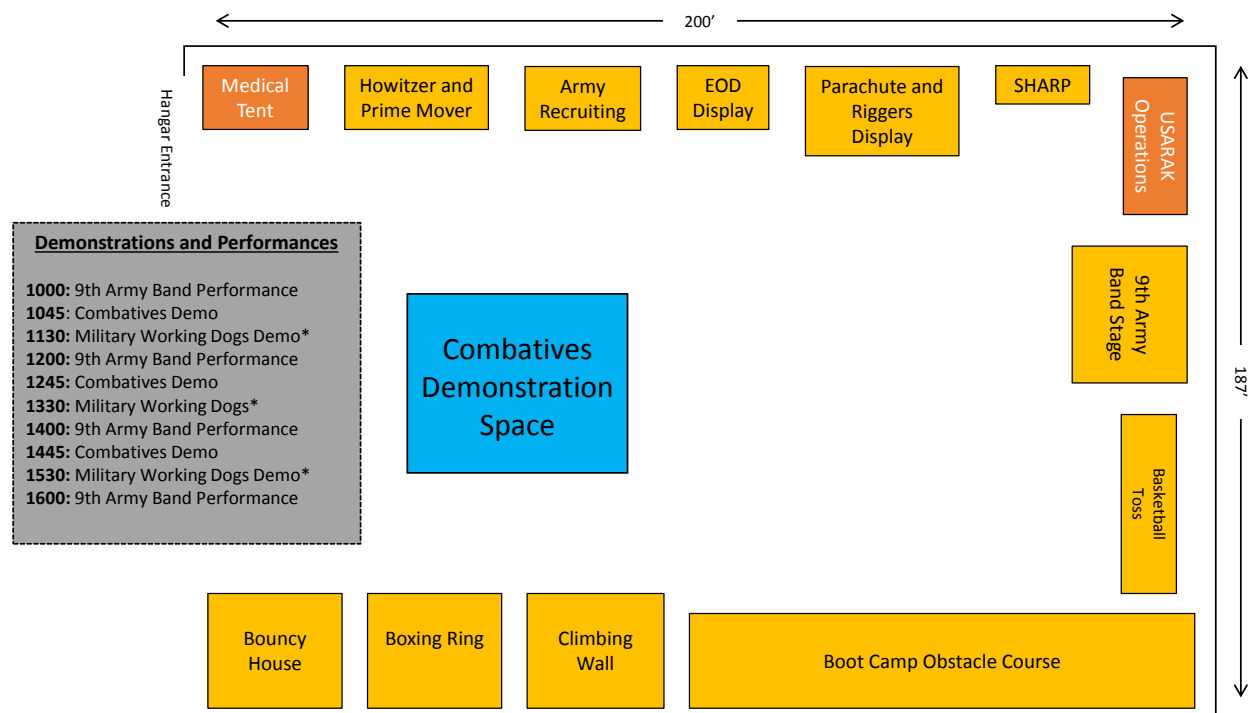 200’
Hangar Entrance
Medical
Tent
Howitzer and
Prime Mover
Army
Recruiting
EOD
Display
Parachute and
Riggers
Display
SHARP
USARAK
Operations
Demonstrations and Performances
1000: 9th Army Band Performance
1045: Combatives Demo
1130: Military Working Dogs Demo*
1200: 9th Army Band Performance
1245: Combatives Demo
1330: Military Working Dogs*
1400: 9th Army Band Performance
1445: Combatives Demo
1530: Military Working Dogs Demo*
1600: 9th Army Band Performance
Combatives
Demonstration
Space
9th Army
Band Stage
187’
Basketball
Toss
Bouncy
House
Boxing Ring
Climbing
Wall
Boot Camp Obstacle Course